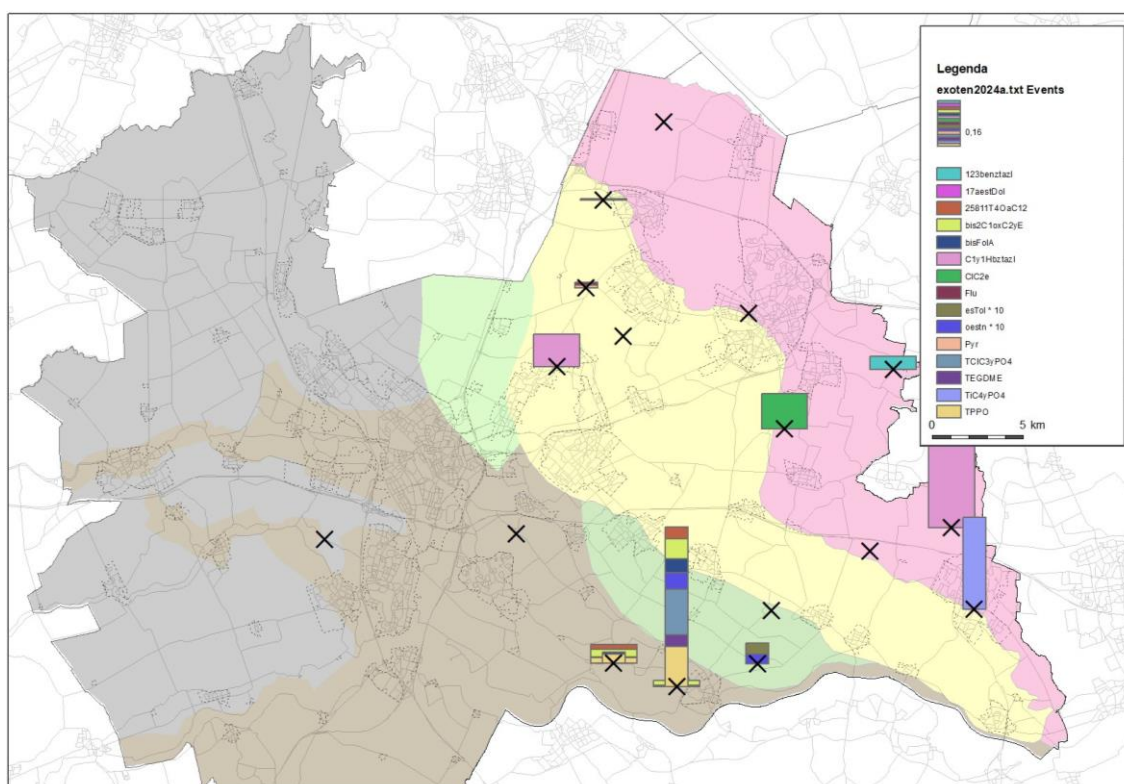 Legenda
exoten2024a.txt Events
0,16
123benztazl
17aestDol
25811T4OaC12
bis2C1oxC2yE
bisFolA
C1y1Hbztazl
ClC2e
Flu
esTol * 10
oestn * 10
Pyr
TClC3yPO4
TEGDME
TiC4yPO4
TPPO
0 5 km